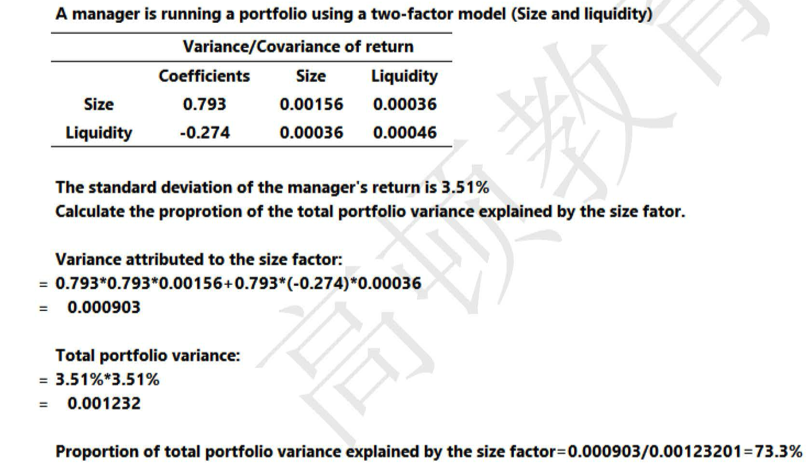 A manager is running a portfolio using a two-factor model (Size and liquidity)
Variance/Covariance of return
Coefficients Size Liquidity
Size 0.793 0.00156 0.00036
Liquidity -0.274 0.00036 0.00046
The standard deviation of the manager's return is 3.51%
Calculate the proprotion of the total portfolio variance explained by the size fator.
Variance attributed to the size factor:
= 0.793*0.793*0.00156+0.793*(-0.274)*0.00036
= 0.000903
Total portfolio variance:
= 3.51%*3.51%
= 0.001232
Proportion of total portfolio variance explained by the size factor=0.000903/0.00123201=73.3%
高顿教育